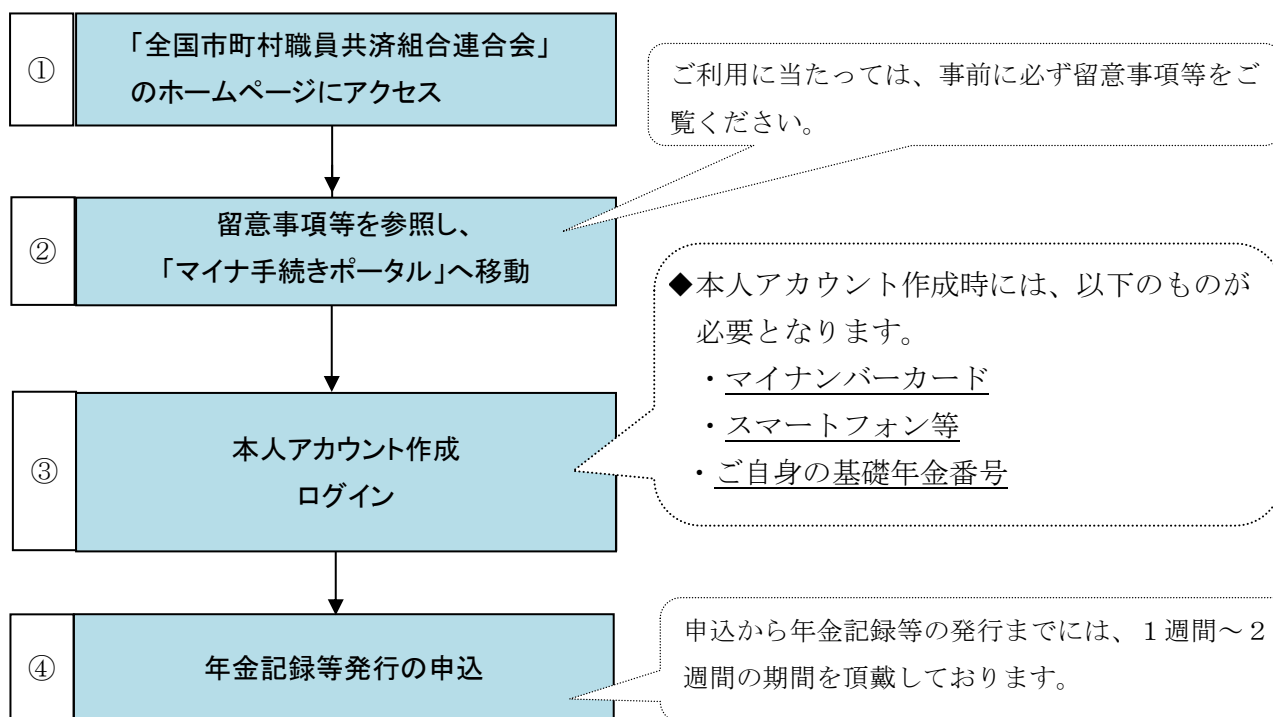 ①
「全国市町村職員共済組合連合会」
のホームページにアクセス
ご利用に当たっては、事前に必ず留意事項等をご
覧ください。
②
留意事項等を参照し、
「マイナ手続きポータル」へ移動
◆本人アカウント作成時には、以下のものが
必要となります。
・マイナンバーカード
・スマートフォン等
・ご自身の基礎年金番号
③
本人アカウント作成
ログイン
④
年金記録等発行の申込
申込から年金記録等の発行までには、１週間～２
週間の期間を頂戴しております。